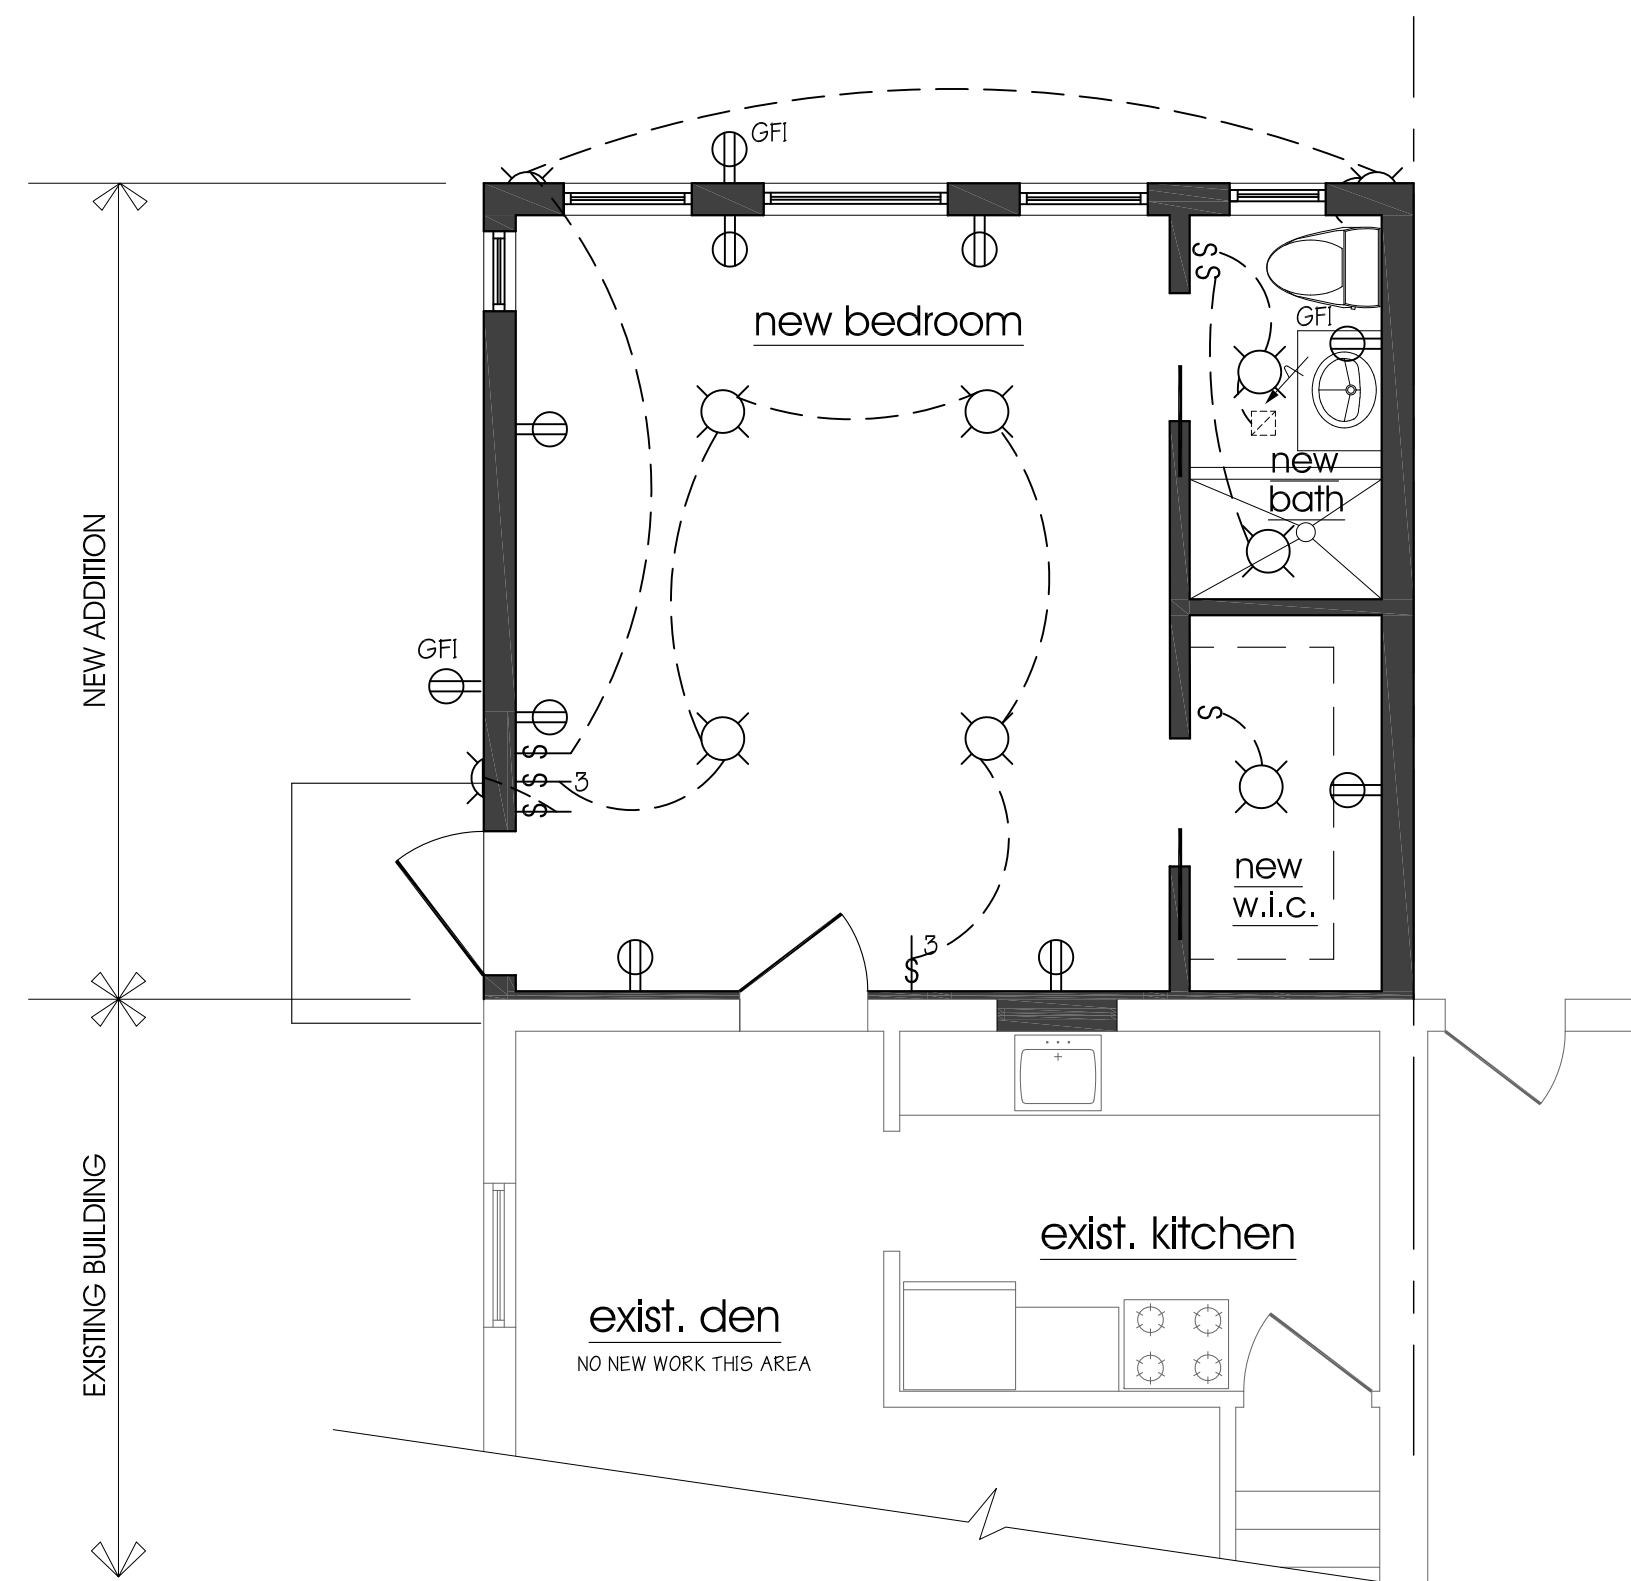 GFI
S
S
new bedroom
GFI
new
bath
NEW ADDITION
GFI
S
S
S 3
S
new
w.i.c.
3
S
exist. kitchen
EXISTING BUILDING
exist. den
NO NEW WORK THIS AREA